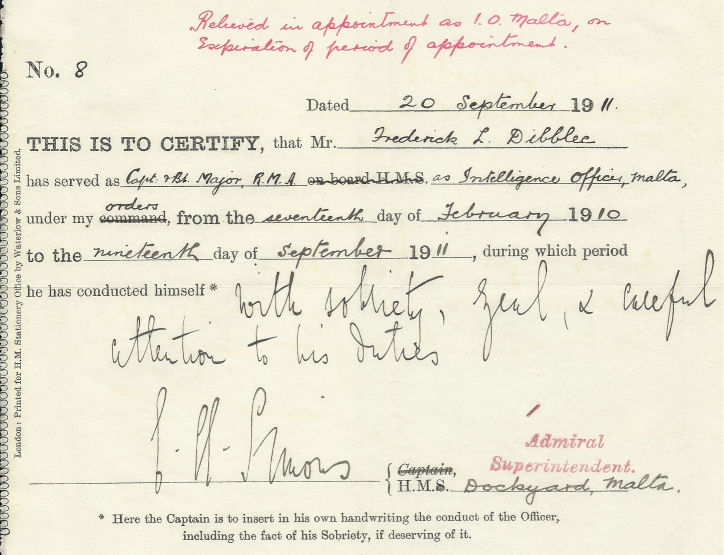 Relieved in appointment as I.O. Malta, on
Expiration of period of appointment.
No. 8
Dated 20 September 1911.
THIS IS TO CERTIFY, that Mr. Frederick L. Dibblee
has served as Capt. & Bt. Major, R.M.A. on board H.M.S. as Intelligence Officer, Malta,
orders
under my command, from the seventeenth day of February 1910
to the nineteenth day of September 1911, during which period
he has conducted himself * with sobriety, zeal, & careful
attention to his duties
Admiral
Superintendent.
Captain,
H.M.S. Dockyard, Malta.
* Here the Captain is to insert in his own handwriting the conduct of the Officer,
including the fact of his Sobriety, if deserving of it.
London: Printed for H.M. Stationery Office by Waterlow & Sons Limited.